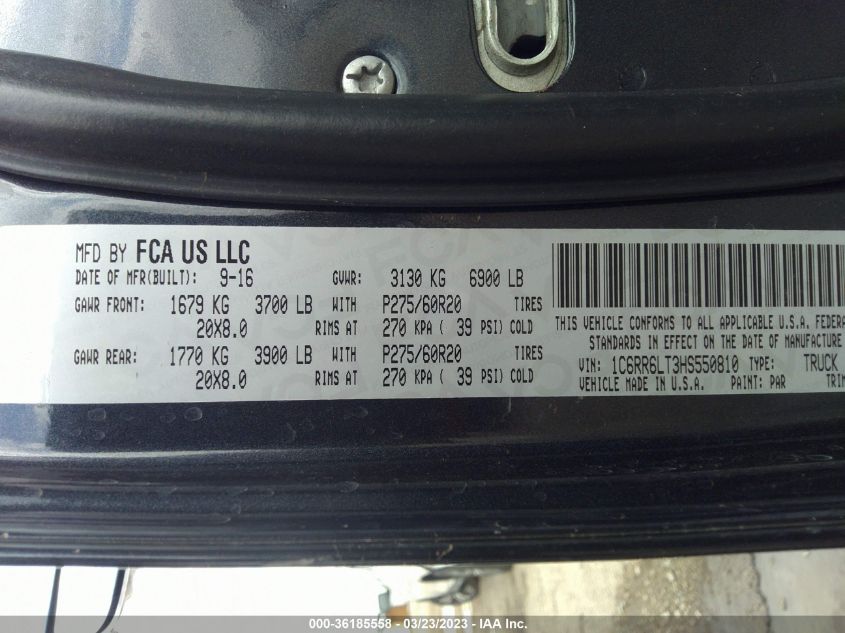 MFD BY FCA US LLC
DATE OF MFR(BUILT): 9-16 GVWR: 3130 KG 6900 LB
GAWR FRONT: 1679 KG 3700 LB WITH P275/60R20 TIRES
20X8.0 RIMS AT 270 KPA ( 39 PSI) COLD
GAWR REAR: 1770 KG 3900 LB WITH P275/60R20 TIRES
20X8.0 RIMS AT 270 KPA ( 39 PSI) COLD
THIS VEHICLE CONFORMS TO ALL APPLICABLE U.S.A. FEDERA
STANDARDS IN EFFECT ON THE DATE OF MANUFACTURE
VIN: 1C6RR6LT3HS550810 TYPE: TRUCK
VEHICLE MADE IN U.S.A. PAINT: PAR TRIM
000-36185558 - 03/23/2023 - IAA Inc.